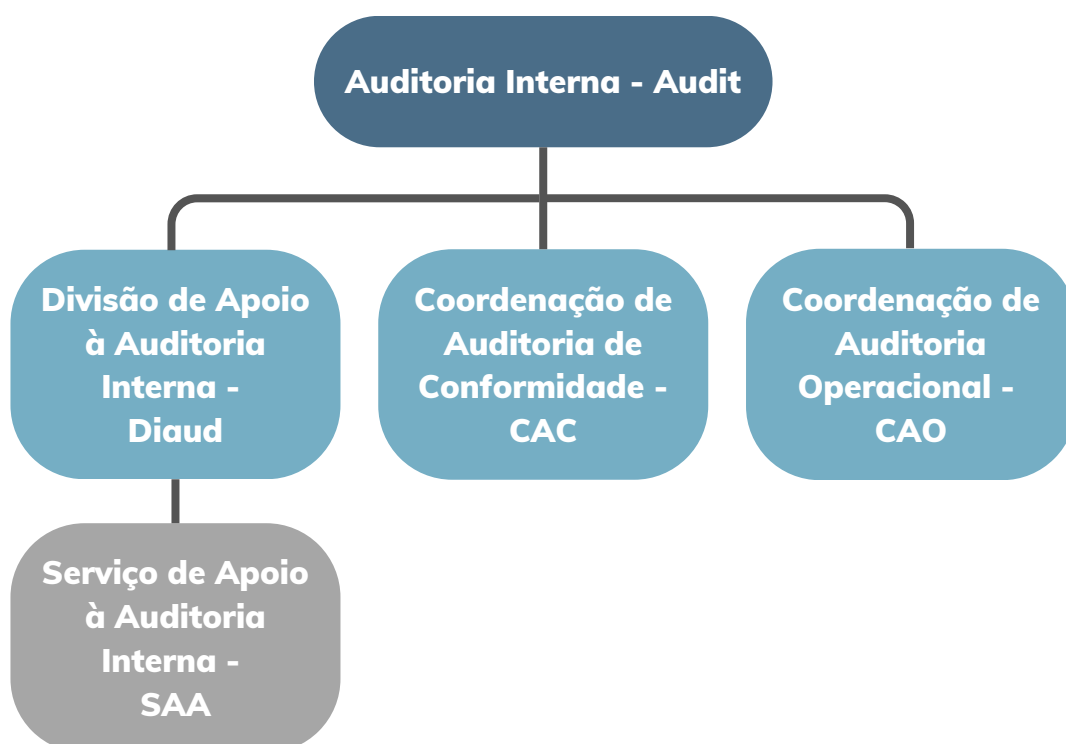 Auditoria Interna - Audit
Divisão de Apoio
à Auditoria
Interna -
Diaud
Coordenação de
Auditoria de
Conformidade -
CAC
Coordenação de
Auditoria
Operacional -
CAO
Serviço de Apoio
à Auditoria
Interna -
SAA